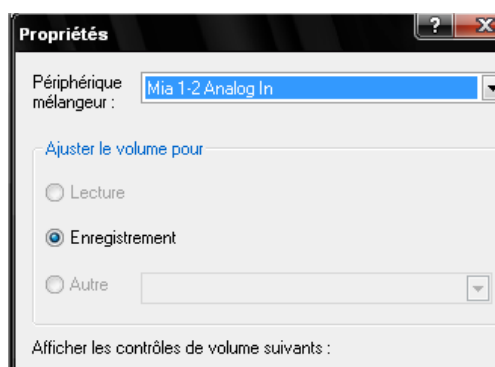 Propriétés
Périphérique
mélangeur :
Mia 1-2 Analog In
Ajuster le volume pour
Lecture
Enregistrement
Autre
Afficher les contrôles de volume suivants :